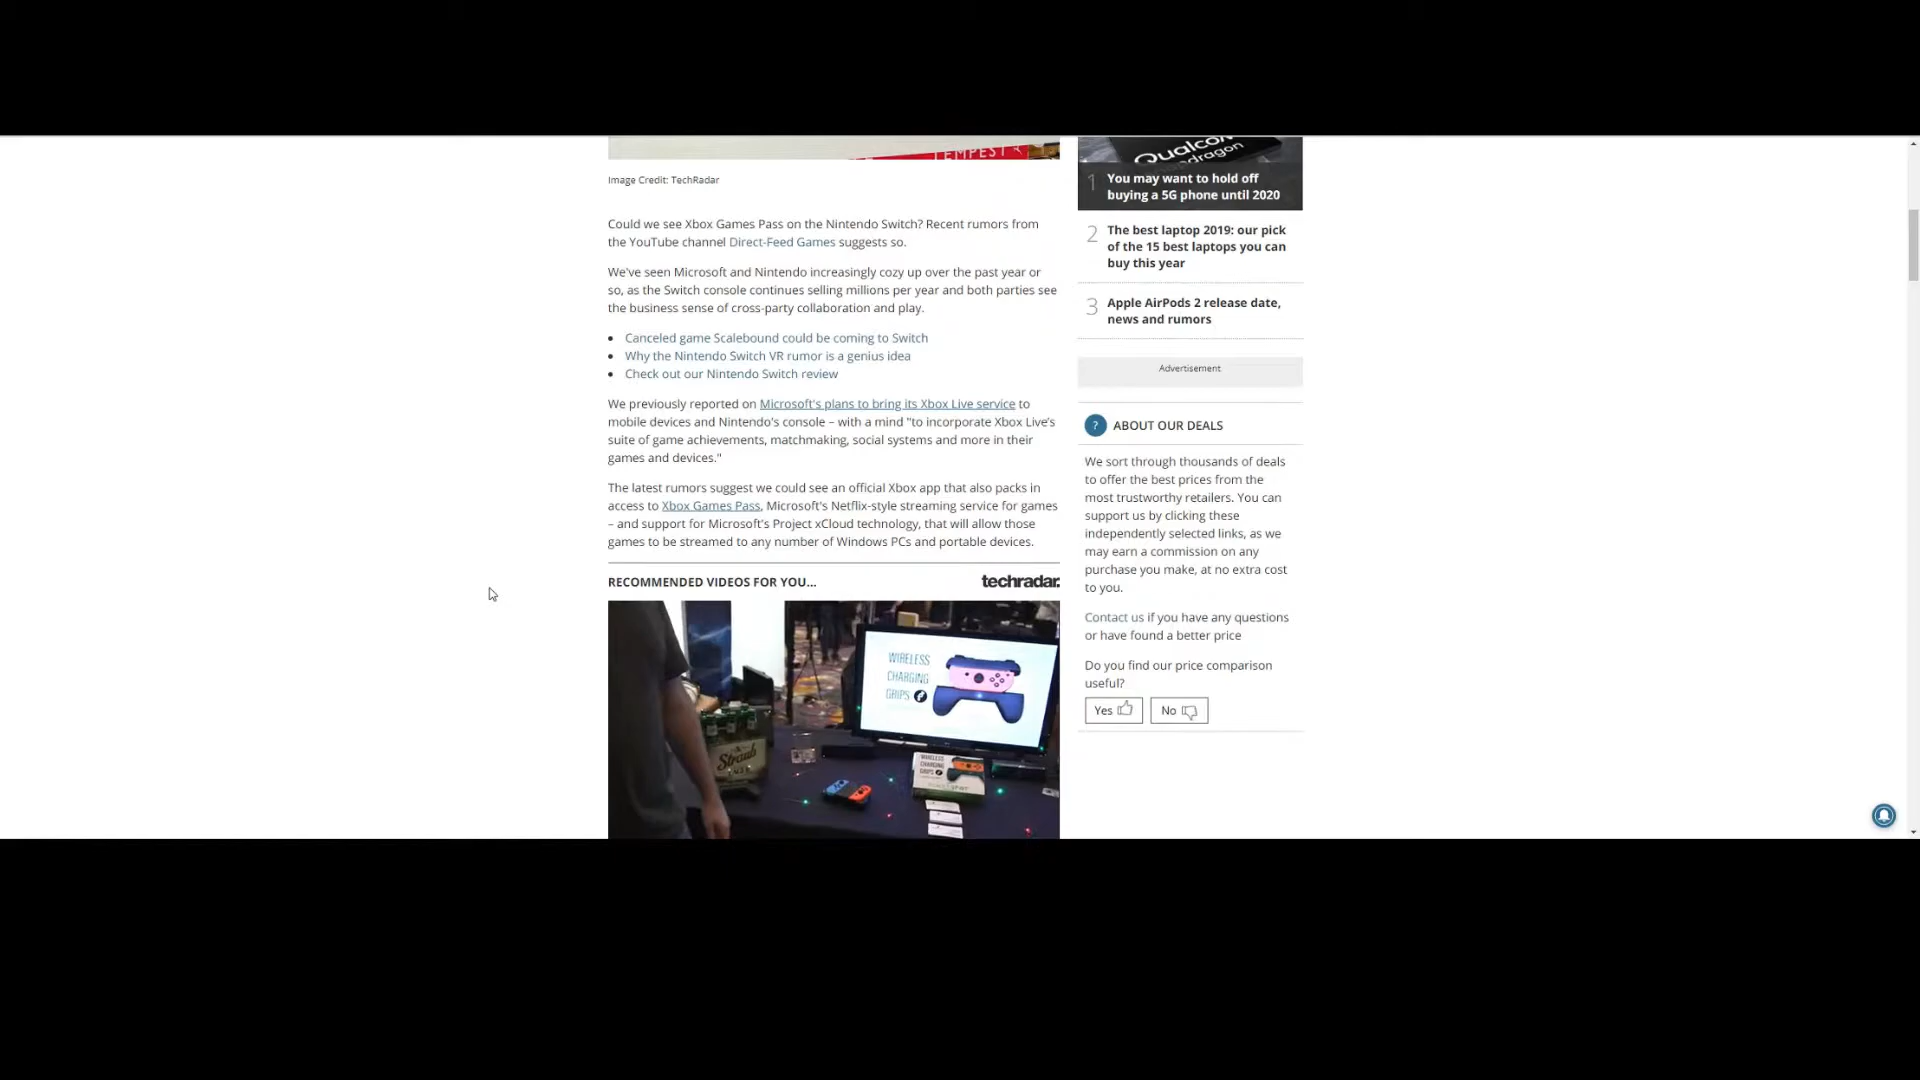 TEMPEST
Image Credit: TechRadar
Could we see Xbox Games Pass on the Nintendo Switch? Recent rumors from
the YouTube channel Direct-Feed Games suggests so.
We've seen Microsoft and Nintendo increasingly cozy up over the past year or
so, as the Switch console continues selling millions per year and both parties see
the business sense of cross-party collaboration and play.
Canceled game Scalebound could be coming to Switch
Why the Nintendo Switch VR rumor is a genius idea
Check out our Nintendo Switch review
We previously reported on Microsoft's plans to bring its Xbox Live service to
mobile devices and Nintendo's console – with a mind "to incorporate Xbox Live's
suite of game achievements, matchmaking, social systems and more in their
games and devices."
The latest rumors suggest we could see an official Xbox app that also packs in
access to Xbox Games Pass, Microsoft's Netflix-style streaming service for games
– and support for Microsoft's Project xCloud technology, that will allow those
games to be streamed to any number of Windows PCs and portable devices.
RECOMMENDED VIDEOS FOR YOU...
techradar.
WIRELESS
CHARGING
GRIPS
Straub
WIRELESS
CHARGING
GRIPS
Qualcom
dragon
1
You may want to hold off
buying a 5G phone until 2020
2
The best laptop 2019: our pick
of the 15 best laptops you can
buy this year
3
Apple AirPods 2 release date,
news and rumors
Advertisement
? ABOUT OUR DEALS
We sort through thousands of deals
to offer the best prices from the
most trustworthy retailers. You can
support us by clicking these
independently selected links, as we
may earn a commission on any
purchase you make, at no extra cost
to you.
Contact us if you have any questions
or have found a better price
Do you find our price comparison
useful?
Yes
No